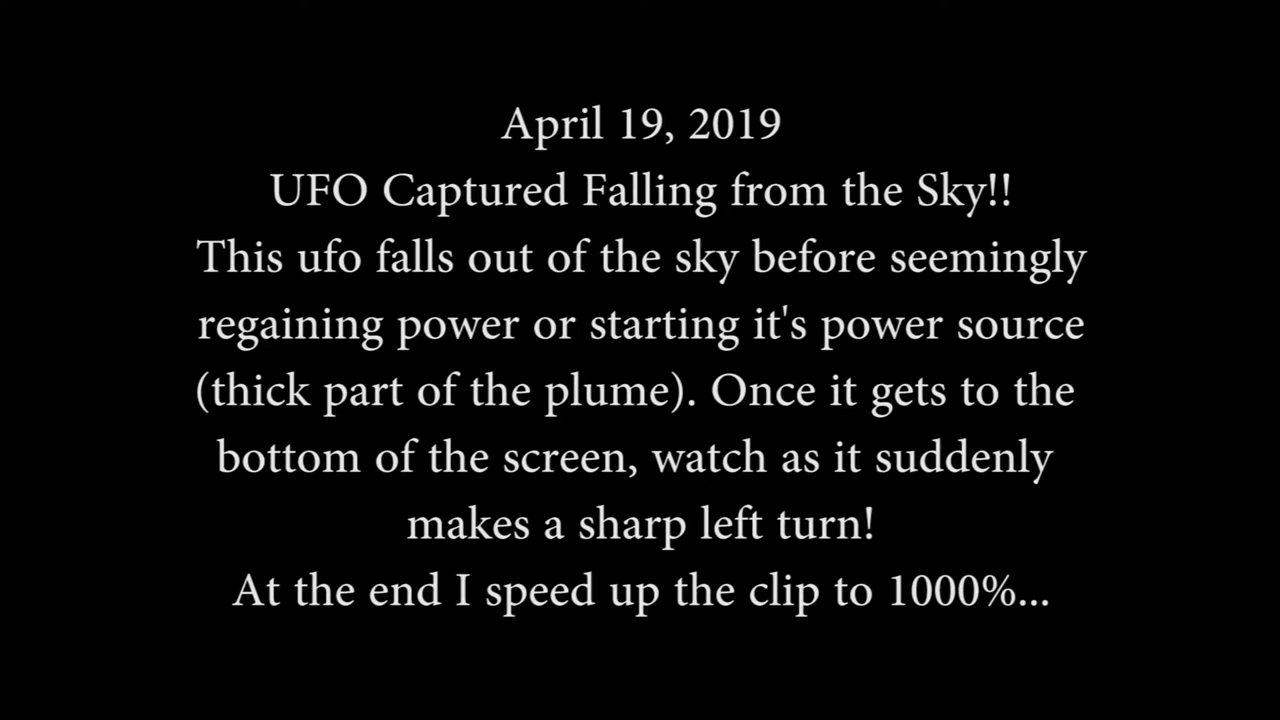 April 19, 2019
UFO Captured Falling from the Sky!!
This ufo falls out of the sky before seemingly
regaining power or starting it's power source
(thick part of the plume). Once it gets to the
bottom of the screen, watch as it suddenly
makes a sharp left turn!
At the end I speed up the clip to 1000%...